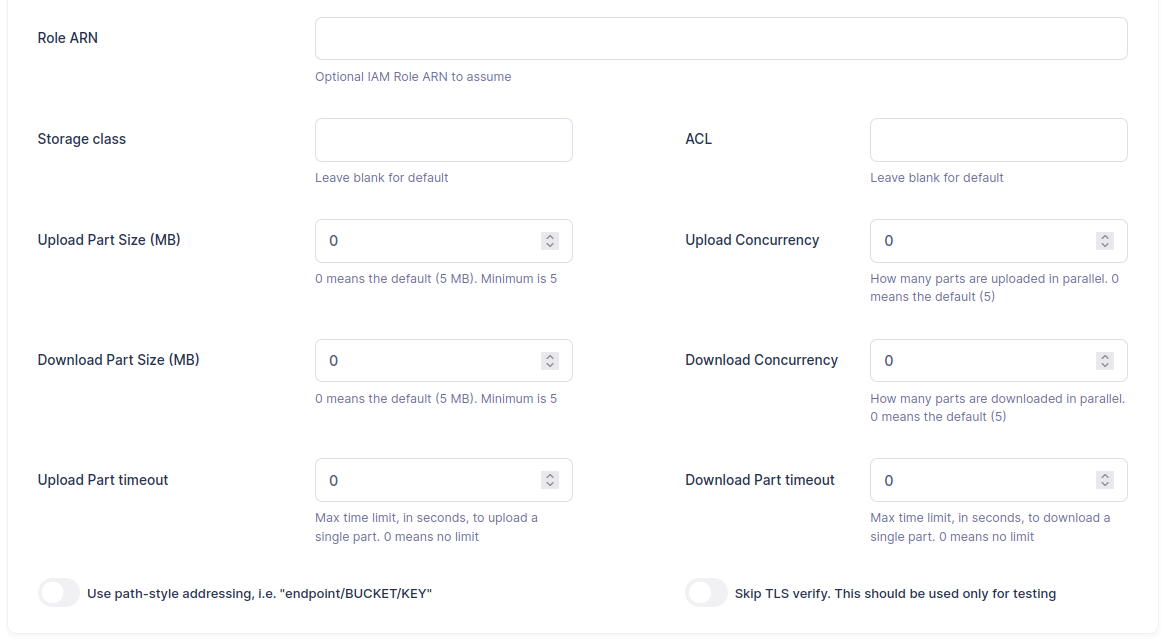 Role ARN
Optional IAM Role ARN to assume
Storage class
Leave blank for default
ACL
Leave blank for default
Upload Part Size (MB)
0
0 means the default (5 MB). Minimum is 5
Upload Concurrency
0
How many parts are uploaded in parallel. 0
means the default (5)
Download Part Size (MB)
0
0 means the default (5 MB). Minimum is 5
Download Concurrency
0
How many parts are downloaded in parallel.
0 means the default (5)
Upload Part timeout
0
Max time limit, in seconds, to upload a
single part. 0 means no limit
Download Part timeout
0
Max time limit, in seconds, to download a
single part. 0 means no limit
Use path-style addressing, i.e. "endpoint/BUCKET/KEY"
Skip TLS verify. This should be used only for testing